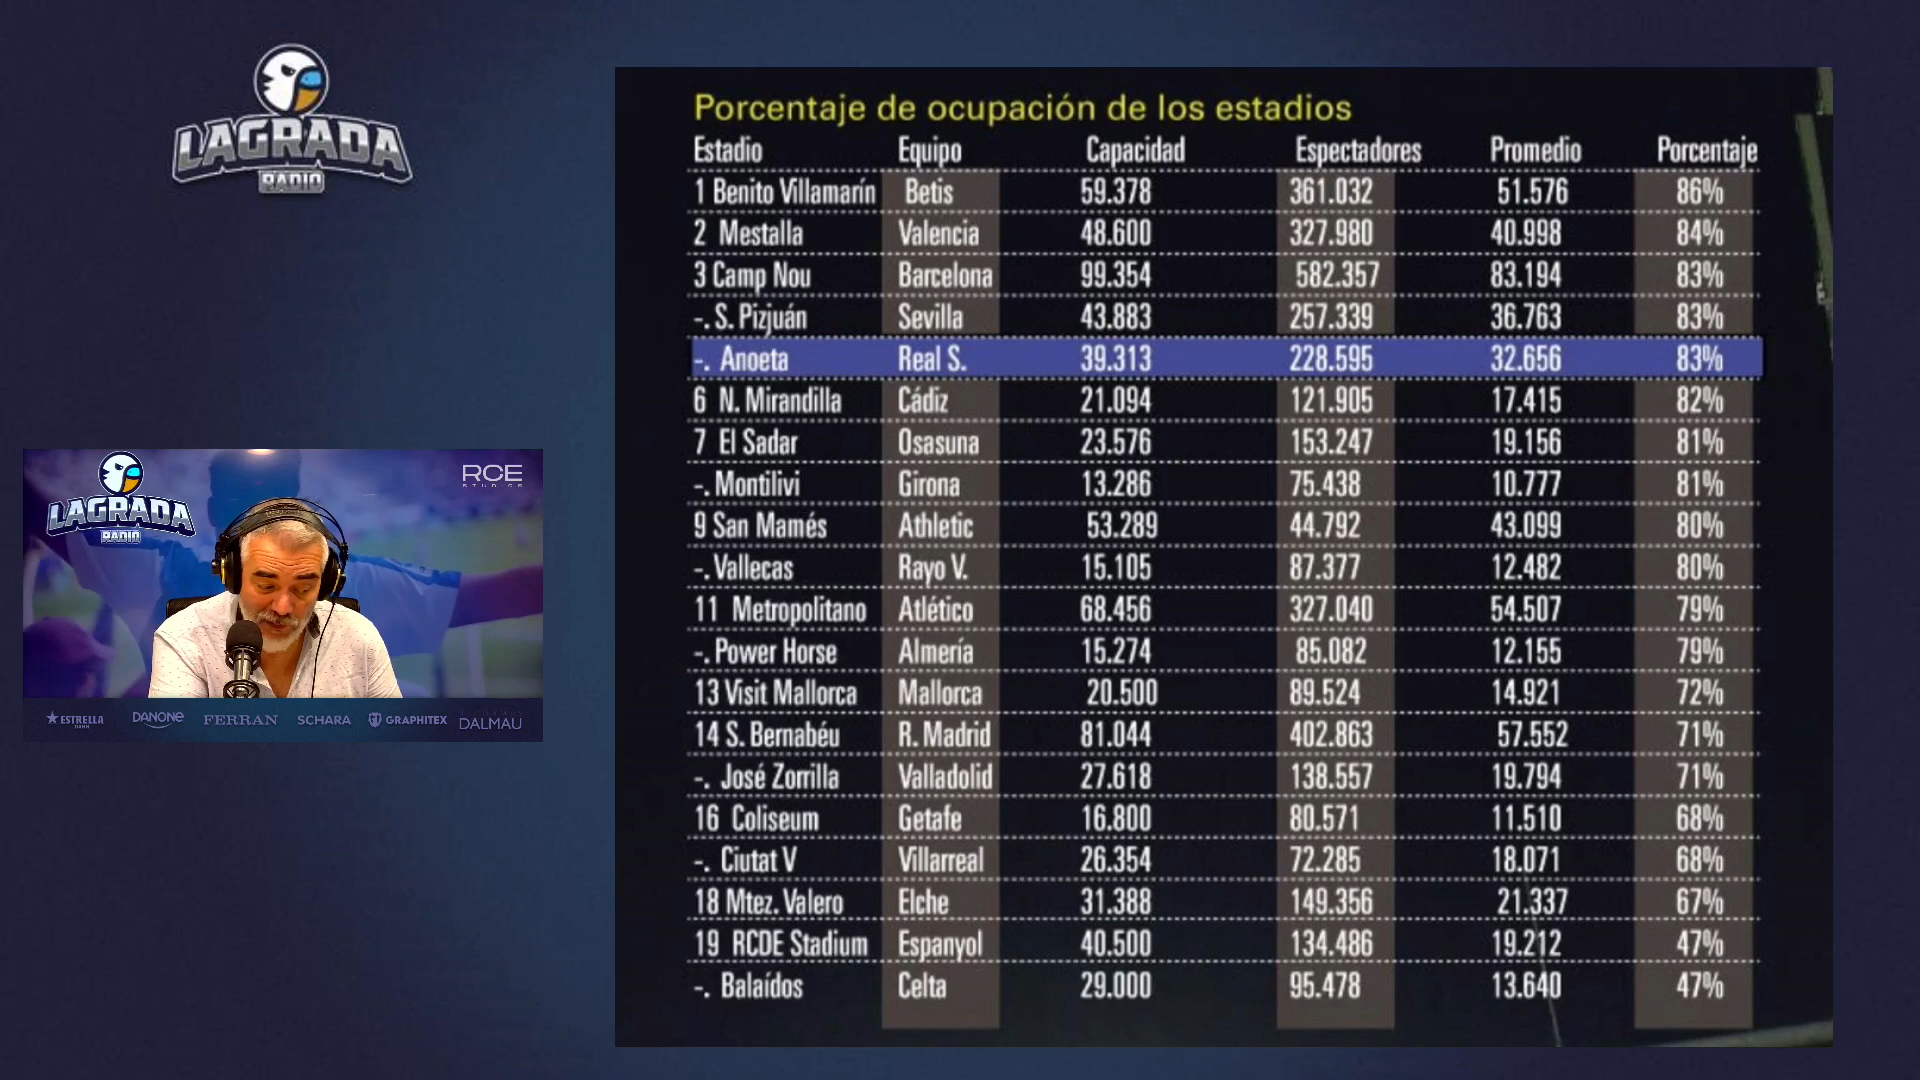 LAGRADA
RADIO
Porcentaje de ocupación de los estadios
Estadio Equipo Capacidad Espectadores Promedio Porcentaje
1 Benito Villamarín Betis 59.378 361.032 51.576 86%
2 Mestalla Valencia 48.600 327.980 40.998 84%
3 Camp Nou Barcelona 99.354 582.357 83.194 83%
-. S. Pizjuán Sevilla 43.883 257.339 36.763 83%
-. Anoeta Real S. 39.313 228.595 32.656 83%
6 N. Mirandilla Cádiz 21.094 121.905 17.415 82%
7 El Sadar Osasuna 23.576 153.247 19.156 81%
-. Montilivi Girona 13.286 75.438 10.777 81%
9 San Mamés Athletic 53.289 44.792 43.099 80%
-. Vallecas Rayo V. 15.105 87.377 12.482 80%
11 Metropolitano Atlético 68.456 327.040 54.507 79%
-. Power Horse Almería 15.274 85.082 12.155 79%
13 Visit Mallorca Mallorca 20.500 89.524 14.921 72%
14 S. Bernabéu R. Madrid 81.044 402.863 57.552 71%
-. José Zorrilla Valladolid 27.618 138.557 19.794 71%
16 Coliseum Getafe 16.800 80.571 11.510 68%
-. Ciutat V Villarreal 26.354 72.285 18.071 68%
18 Mtez. Valero Elche 31.388 149.356 21.337 67%
19 RCDE Stadium Espanyol 40.500 134.486 19.212 47%
-. Balaídos Celta 29.000 95.478 13.640 47%
LAGRADA
RADIO
RCE
STUDIOS
ESTRELLA
DAMM
DANONE
FERRAN
SCHARA
GRAPHITEX
DALMAU